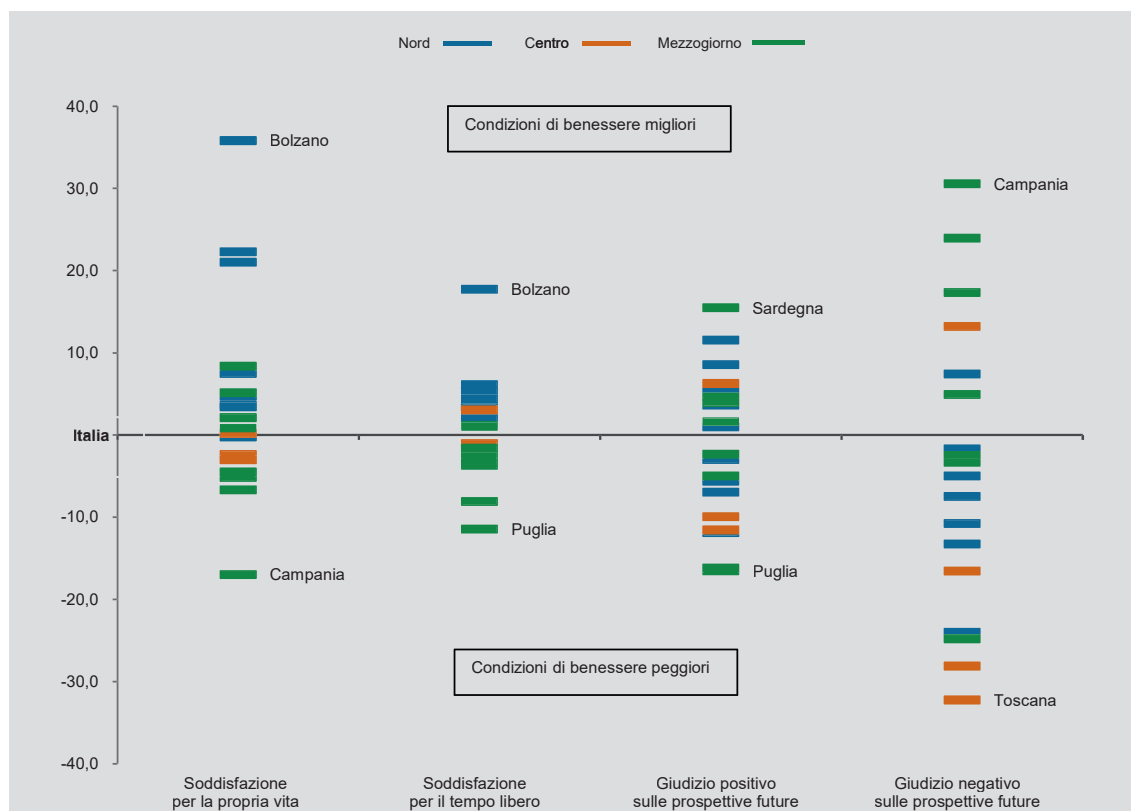 Nord Centro Mezzogiorno
40,0
Condizioni di benessere migliori
Bolzano
30,0
Campania
20,0
Bolzano
Sardegna
10,0
Italia
-10,0
Puglia
Campania
Puglia
-20,0
Condizioni di benessere peggiori
-30,0
Toscana
-40,0
Soddisfazione
per la propria vita
Soddisfazione
per il tempo libero
Giudizio positivo
sulle prospettive future
Giudizio negativo
sulle prospettive future